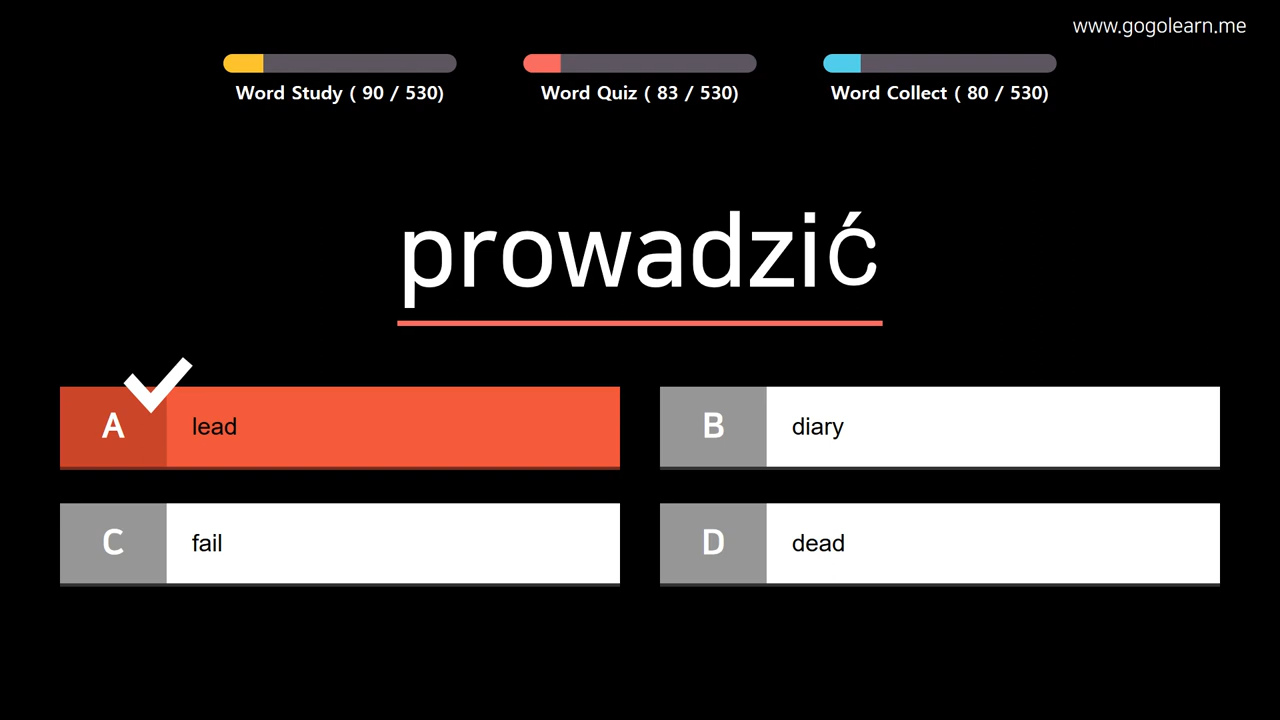 www.gogolearn.me
Word Study ( 90 / 530)
Word Quiz ( 83 / 530)
Word Collect ( 80 / 530)
prowadzić
A lead
B diary
C fail
D dead